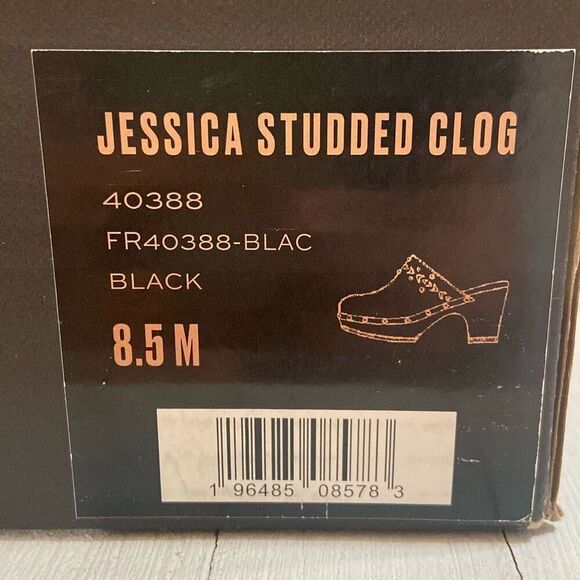 JESSICA STUDDED CLOG
40388
FR40388-BLAC
BLACK
8.5 M
1 96485 08578 3